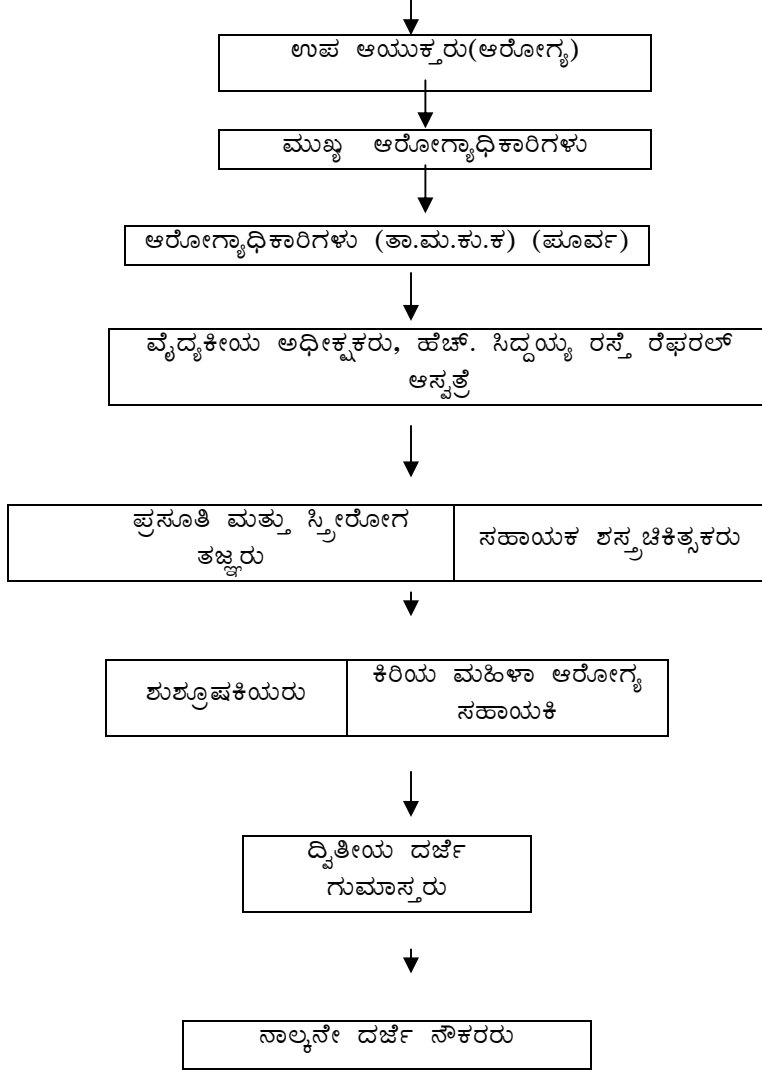 ಉಪ ಆಯುಕ್ತರು(ಆರೋಗ್ಯ)
ಮುಖ್ಯ ಆರೋಗ್ಯಾಧಿಕಾರಿಗಳು
ಆರೋಗ್ಯಾಧಿಕಾರಿಗಳು (ತಾ.ಮ.ಕು.ಕ) (ಪೂರ್ವ)
ವೈದ್ಯಕೀಯ ಅಧೀಕ್ಷಕರು, ಹೆಚ್. ಸಿದ್ದಯ್ಯ ರಸ್ತೆ ರೆಫರಲ್
ಆಸ್ವತ್ರೆ
ಪ್ರಸೂತಿ ಮತ್ತು ಸ್ತ್ರೀರೋಗ
ತಜ್ಞರು
ಸಹಾಯಕ ಶಸ್ತ್ರಚಿಕಿತ್ಸಕರು
ಶುಶ್ರೂಷಕಿಯರು
ಕಿರಿಯ ಮಹಿಳಾ ಆರೋಗ್ಯ
ಸಹಾಯಕಿ
ದ್ವಿತೀಯ ದರ್ಜೆ
ಗುಮಾಸ್ತರು
ನಾಲ್ಕನೇ ದರ್ಜೆ ನೌಕರರು